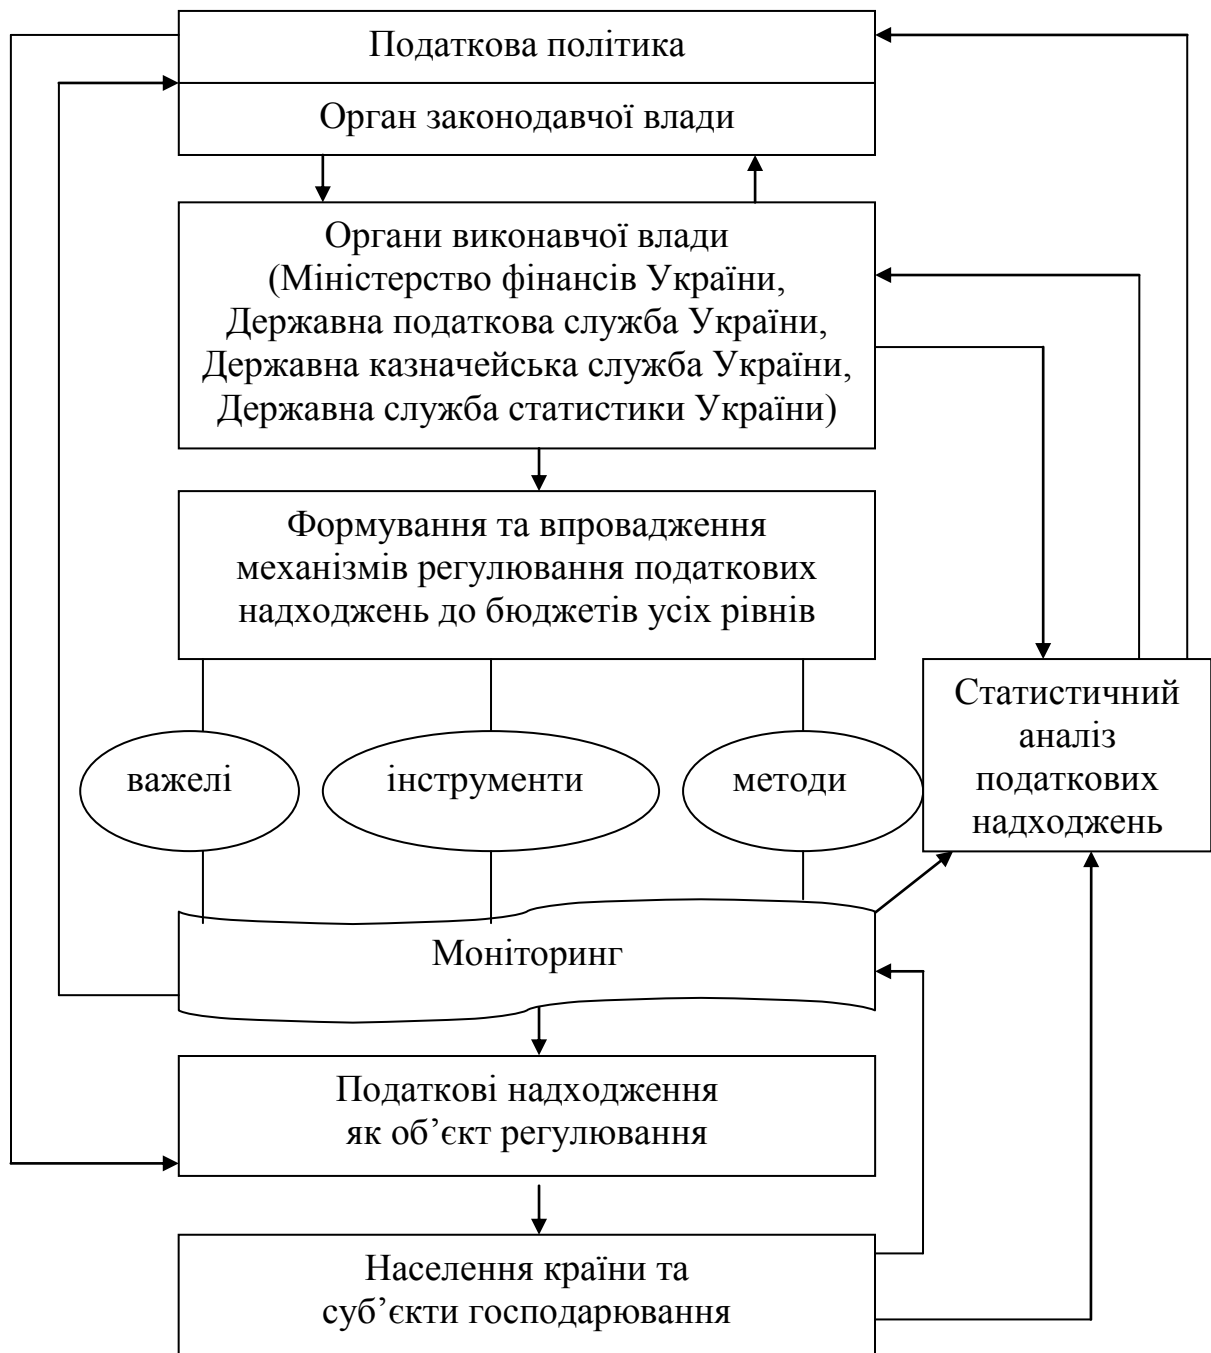 Податкова політика
Орган законодавчої влади
Органи виконавчої влади
(Міністерство фінансів України,
Державна податкова служба України,
Державна казначейська служба України,
Державна служба статистики України)
Формування та впровадження
механізмів регулювання податкових
надходжень до бюджетів усіх рівнів
Статистичний
аналіз
податкових
надходжень
важелі
інструменти
методи
Моніторинг
Податкові надходження
як об’єкт регулювання
Населення країни та
суб’єкти господарювання